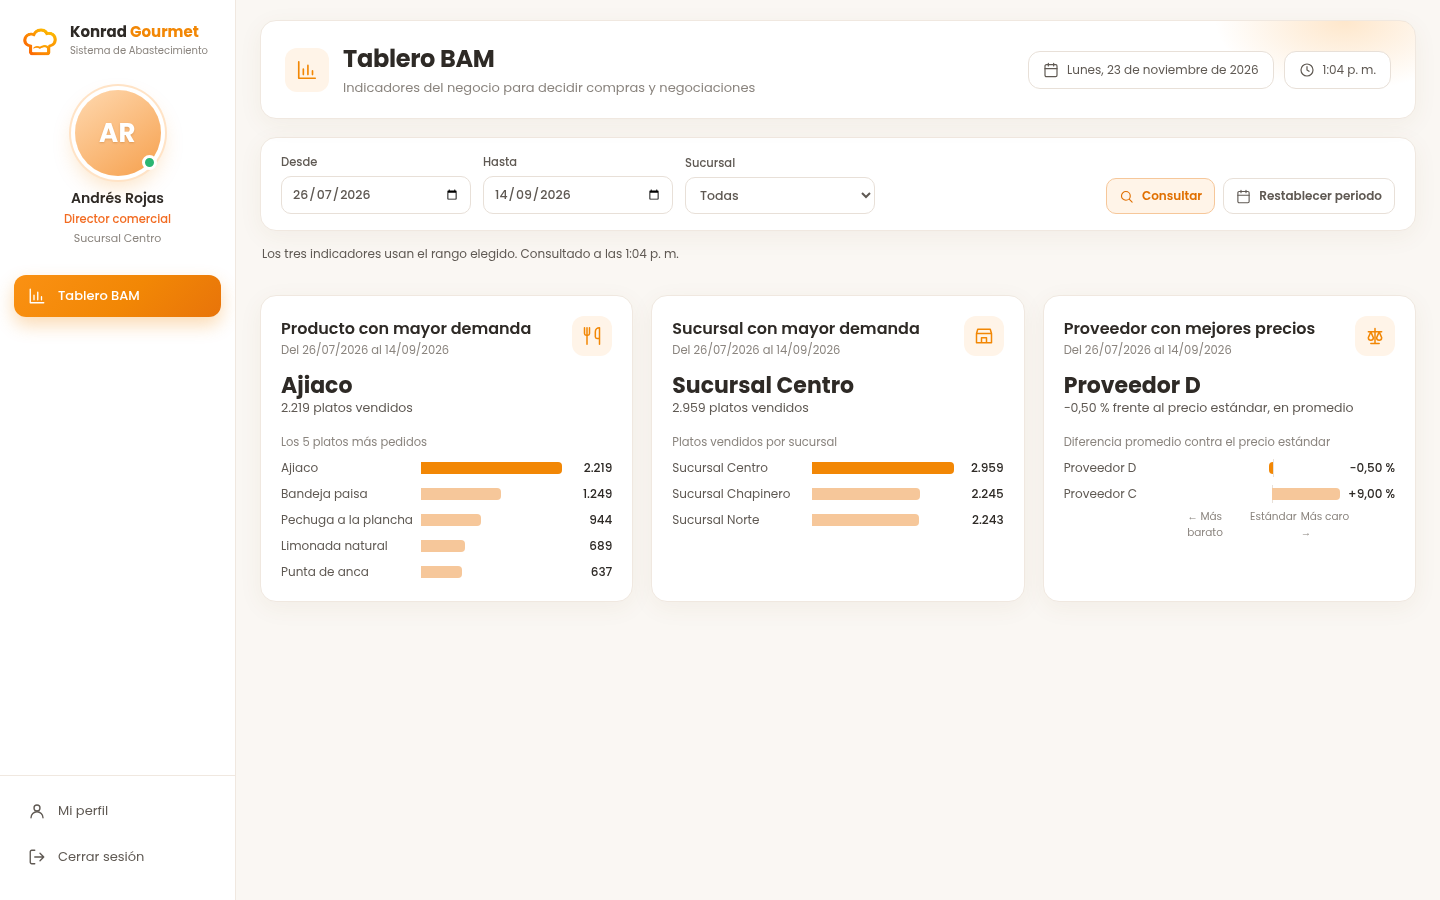 Konrad Gourmet
Sistema de Abastecimiento
AR
Andrés Rojas
Director comercial
Sucursal Centro
Tablero BAM
Mi perfil
Cerrar sesión
Tablero BAM
Indicadores del negocio para decidir compras y negociaciones
Lunes, 23 de noviembre de 2026
1:04 p. m.
Desde
26/07/2026
Hasta
14/09/2026
Sucursal
Todas
Consultar
Restablecer periodo
Los tres indicadores usan el rango elegido. Consultado a las 1:04 p. m.
Producto con mayor demanda
Del 26/07/2026 al 14/09/2026
Ajiaco
2.219 platos vendidos
Los 5 platos más pedidos
Ajiaco 2.219
Bandeja paisa 1.249
Pechuga a la plancha 944
Limonada natural 689
Punta de anca 637
Sucursal con mayor demanda
Del 26/07/2026 al 14/09/2026
Sucursal Centro
2.959 platos vendidos
Platos vendidos por sucursal
Sucursal Centro 2.959
Sucursal Chapinero 2.245
Sucursal Norte 2.243
Proveedor con mejores precios
Del 26/07/2026 al 14/09/2026
Proveedor D
-0,50 % frente al precio estándar, en promedio
Diferencia promedio contra el precio estándar
Proveedor D -0,50 %
Proveedor C +9,00 %
← Más barato
Estándar
Más caro →